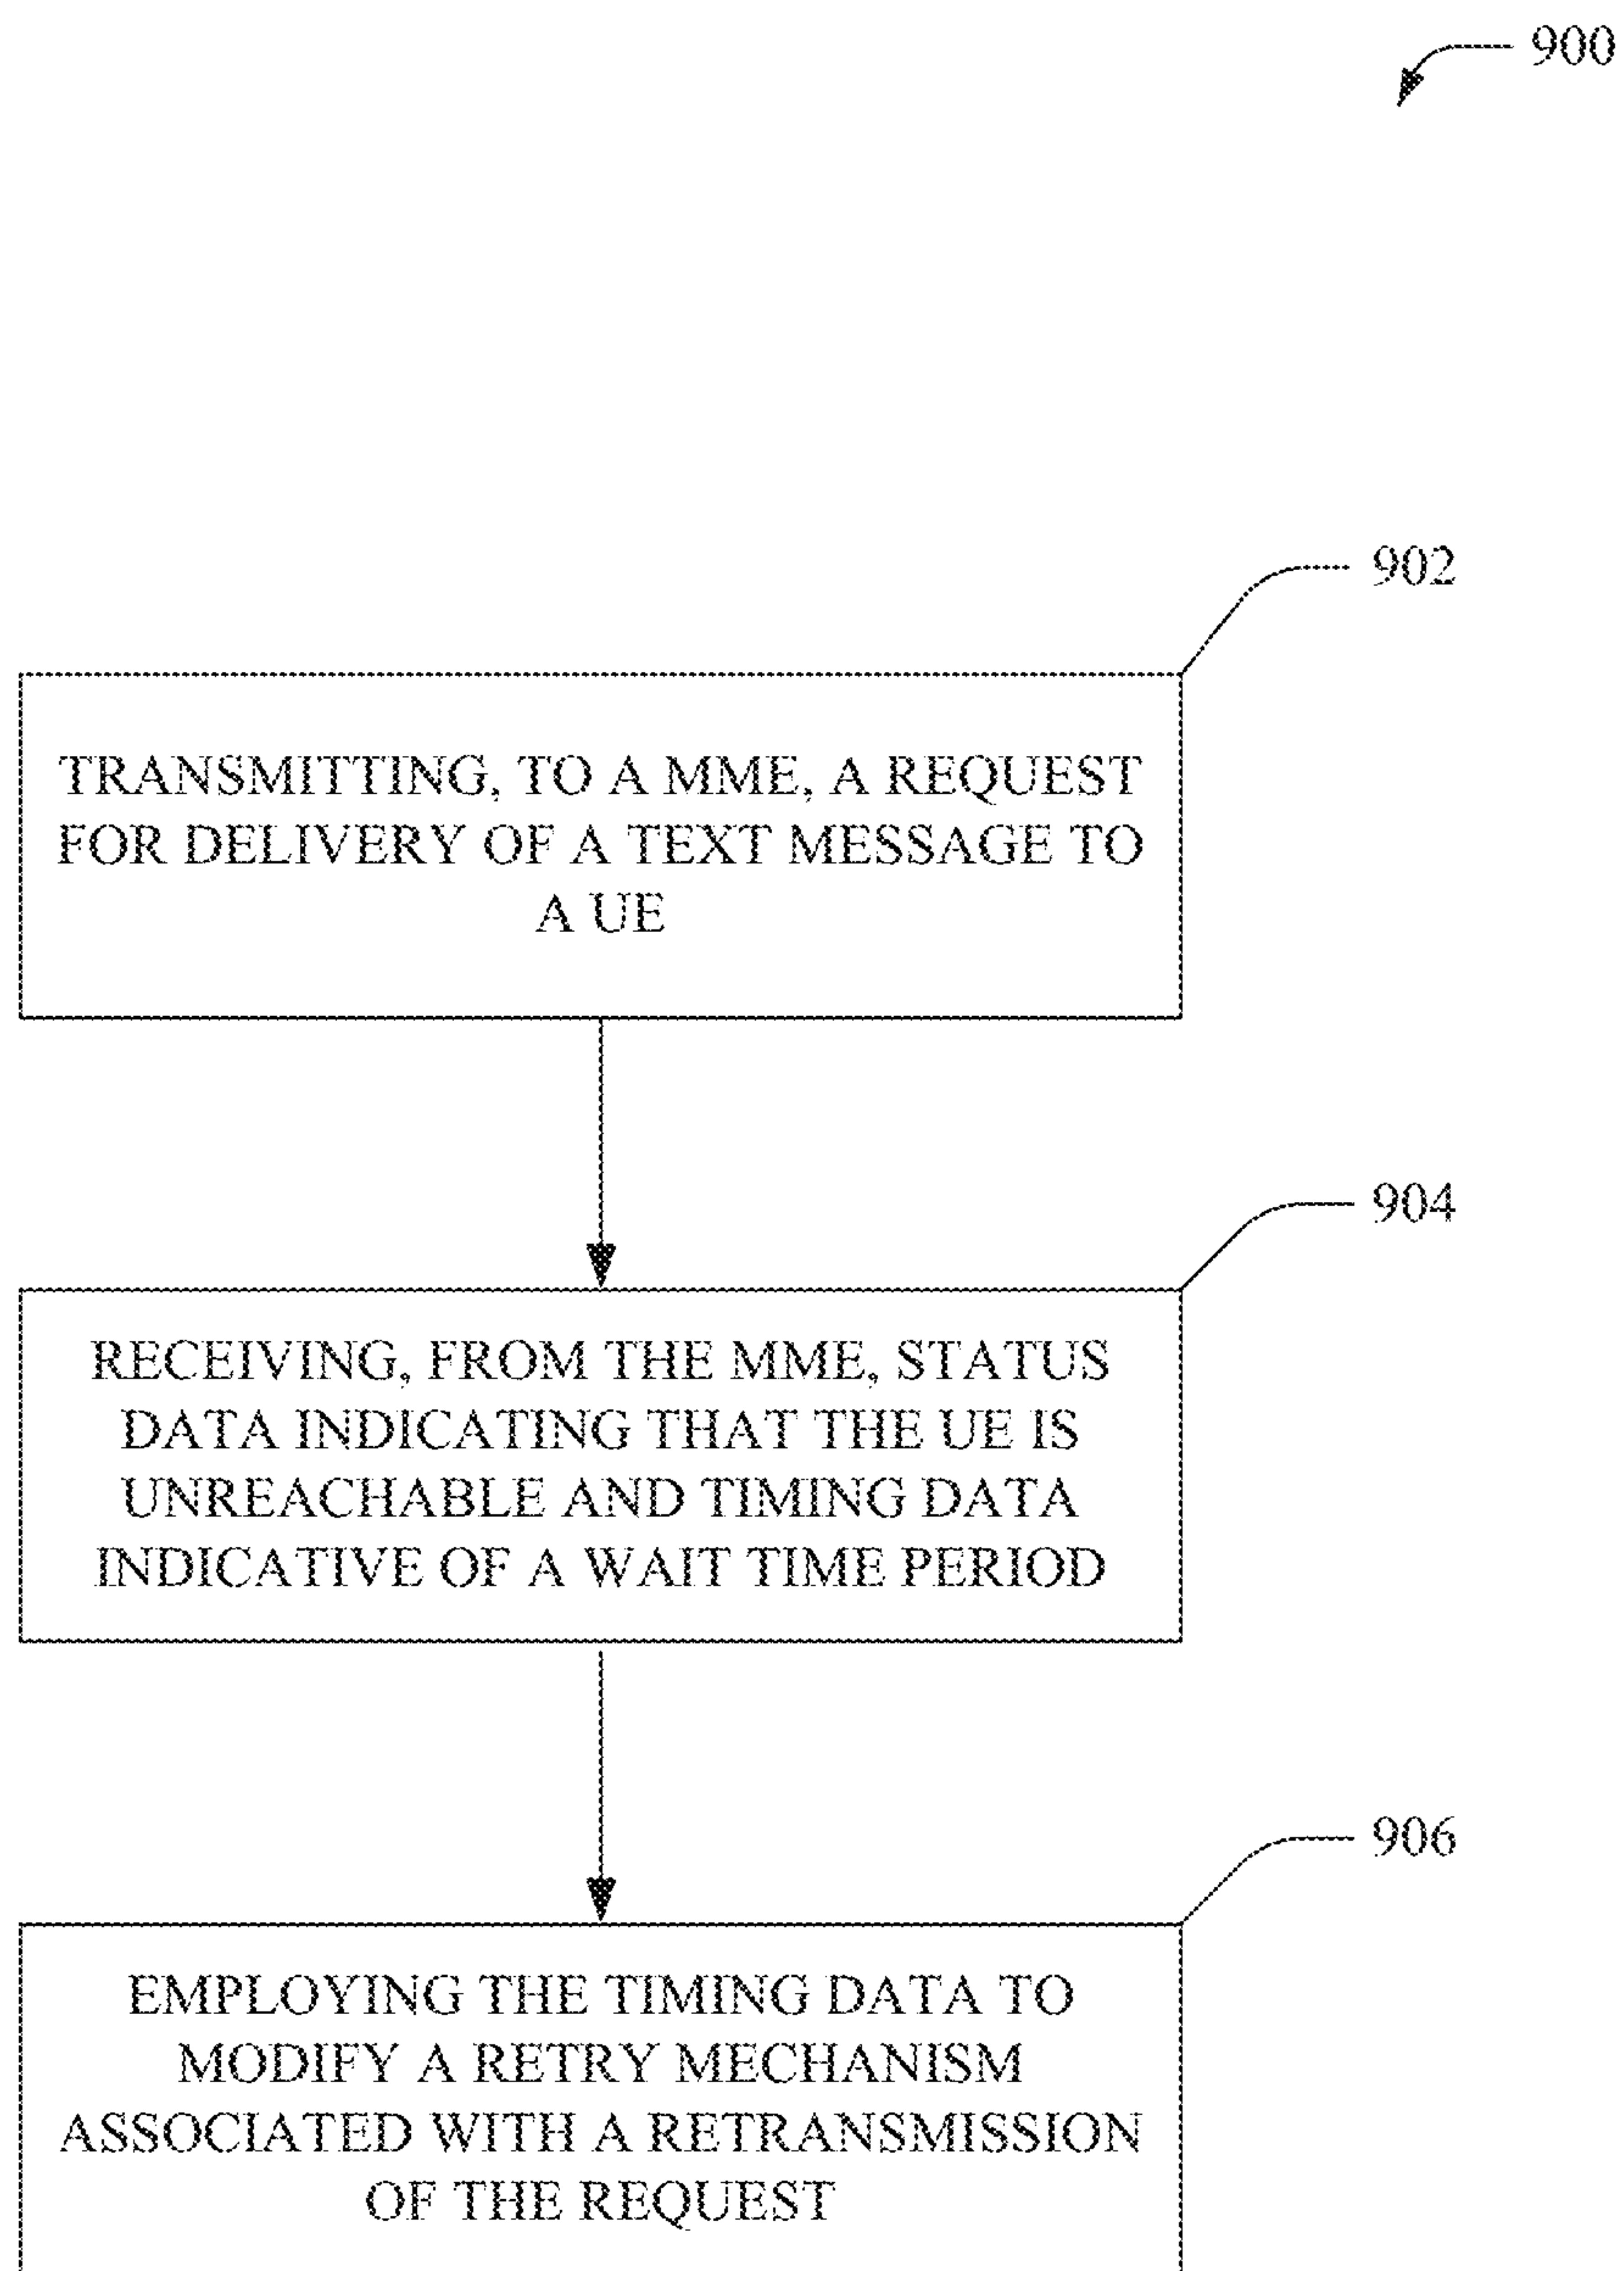 900
902
TRANSMITTING, TO A MME, A REQUEST
FOR DELIVERY OF A TEXT MESSAGE TO
A UE
904
RECEIVING, FROM THE MME, STATUS
DATA INDICATING THAT THE UE IS
UNREACHABLE AND TIMING DATA
INDICATIVE OF A WAIT TIME PERIOD
906
EMPLOYING THE TIMING DATA TO
MODIFY A RETRY MECHANISM
ASSOCIATED WITH A RETRANSMISSION
OF THE REQUEST